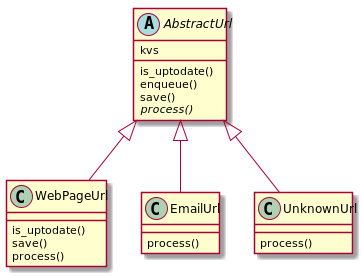 A AbstractUrl
kvs
is_uptodate()
enqueue()
save()
process()
C WebPageUrl
is_uptodate()
save()
process()
C EmailUrl
process()
C UnknownUrl
process()